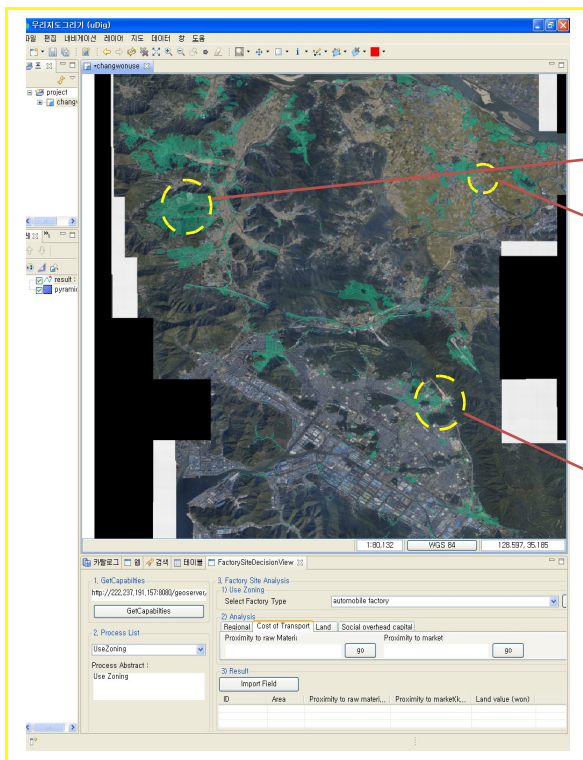 우리지도그리기 (uDig)
파일 편집 네비게이션 레이어 지도 데이터 창 도움
*changwonuse
project
result :
pyramid
1:80,132 WGS 84 128.597, 35.185
카탈로그 웹 검색 테이블 FactorySiteDecisionView
1. GetCapabilties
http://222,237,191,157:8080/geoserver,
GetCapabilties
2. Process List
UseZoning
Process Abstract :
Use Zoning
3. Factory Site Analysis
1) Use Zoning
Select Factory Type automobile factory
2) Analysis
Regional Cost of Transport Land Social overhead capital
Proximity to raw Materi Proximity to market
go go
3) Result
Import Field
ID Area Proximity to raw materi... Proximity to market(k... Land value (won)